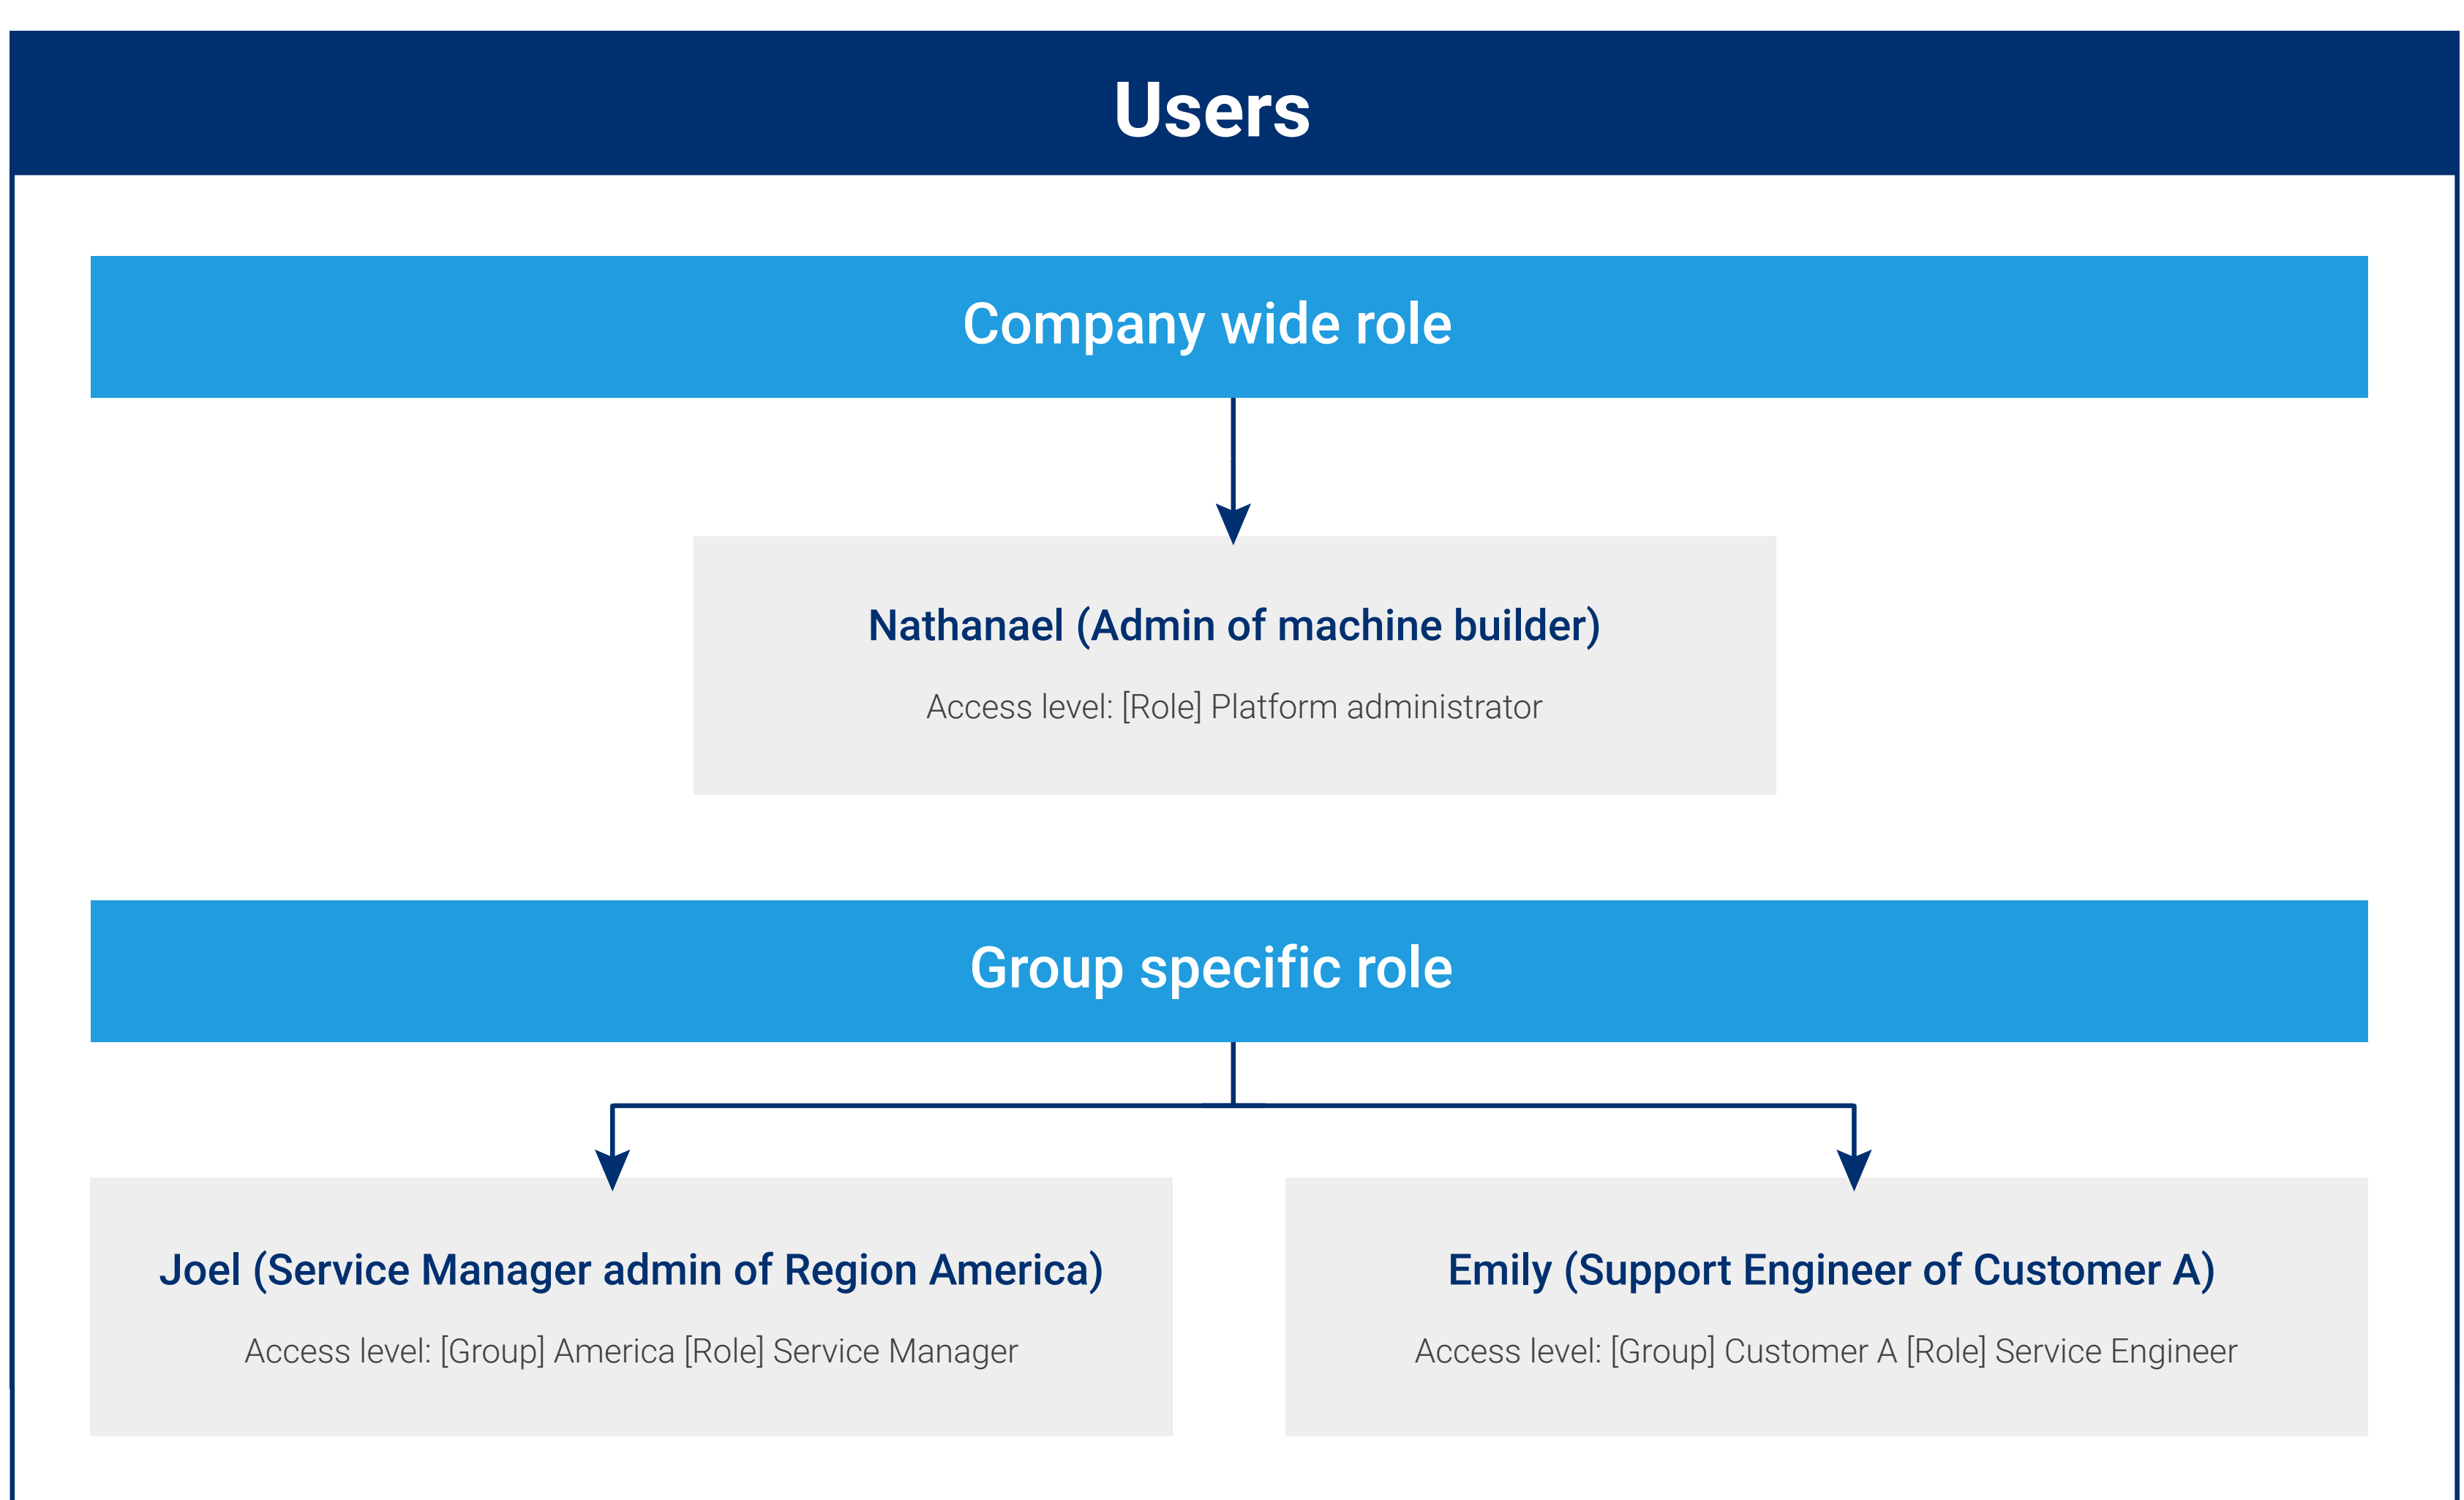 Users
Company wide role
Nathanael (Admin of machine builder)
Access level: [Role] Platform administrator
Group specific role
Joel (Service Manager admin of Region America)
Access level: [Group] America [Role] Service Manager
Emily (Support Engineer of Customer A)
Access level: [Group] Customer A [Role] Service Engineer